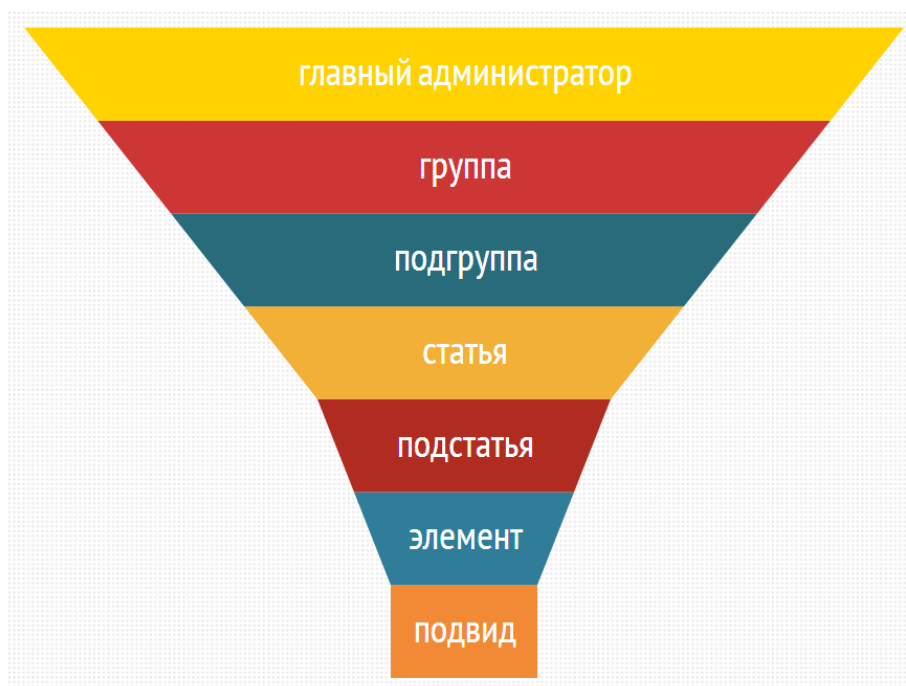 главный администратор
группа
подгруппа
статья
подстатья
элемент
подвид